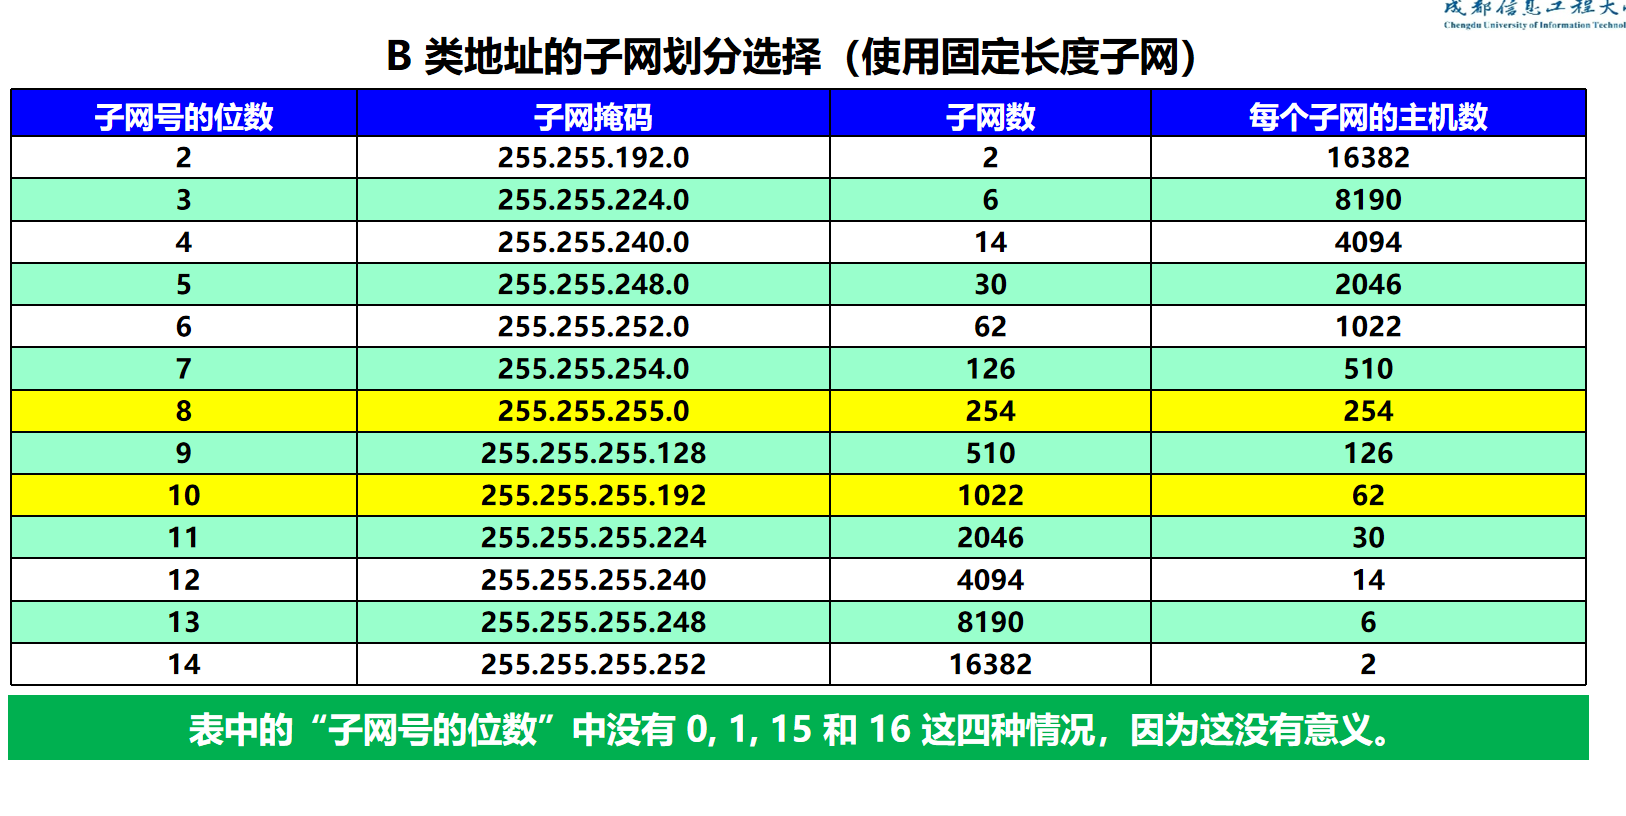 成都信息工程大
Chengdu University of Information Technol
B 类地址的子网划分选择（使用固定长度子网）
子网号的位数 子网掩码 子网数 每个子网的主机数
2 255.255.192.0 2 16382
3 255.255.224.0 6 8190
4 255.255.240.0 14 4094
5 255.255.248.0 30 2046
6 255.255.252.0 62 1022
7 255.255.254.0 126 510
8 255.255.255.0 254 254
9 255.255.255.128 510 126
10 255.255.255.192 1022 62
11 255.255.255.224 2046 30
12 255.255.255.240 4094 14
13 255.255.255.248 8190 6
14 255.255.255.252 16382 2
表中的“子网号的位数”中没有 0, 1, 15 和 16 这四种情况，因为这没有意义。